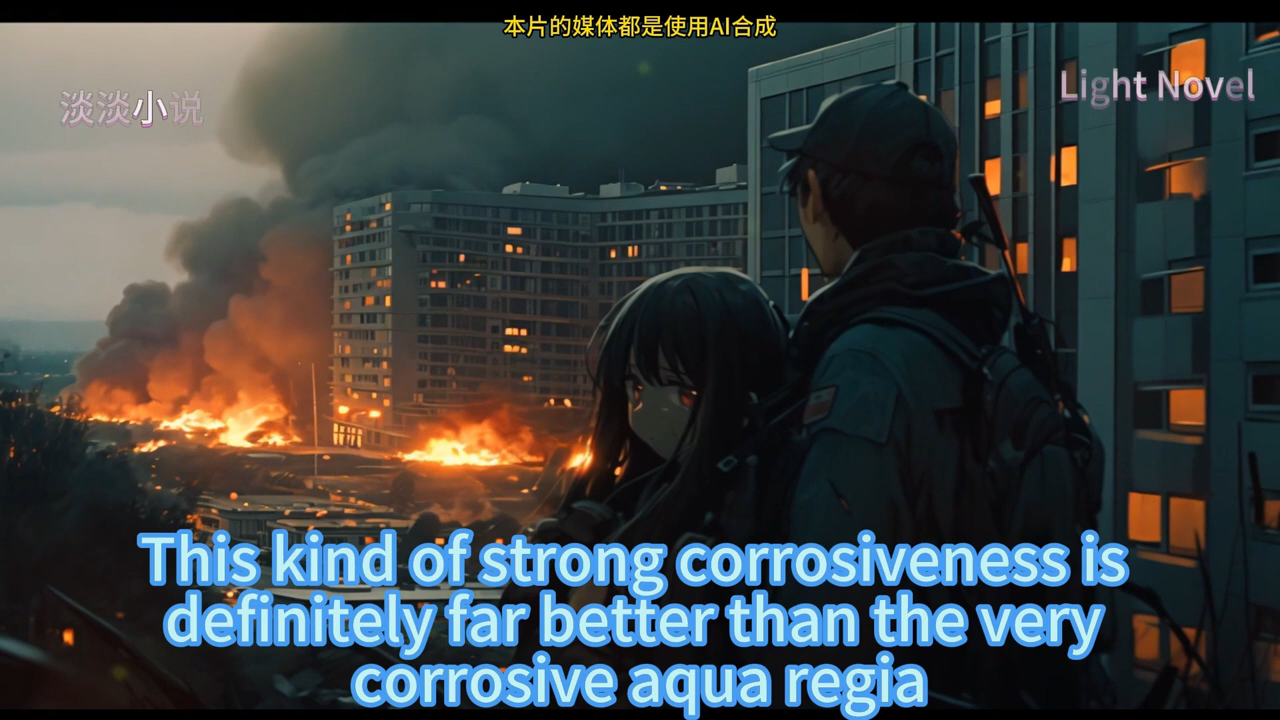 本片的媒体都是使用AI合成
淡淡小说
Light Novel
This kind of strong corrosiveness is
definitely far better than the very
corrosive aqua regia